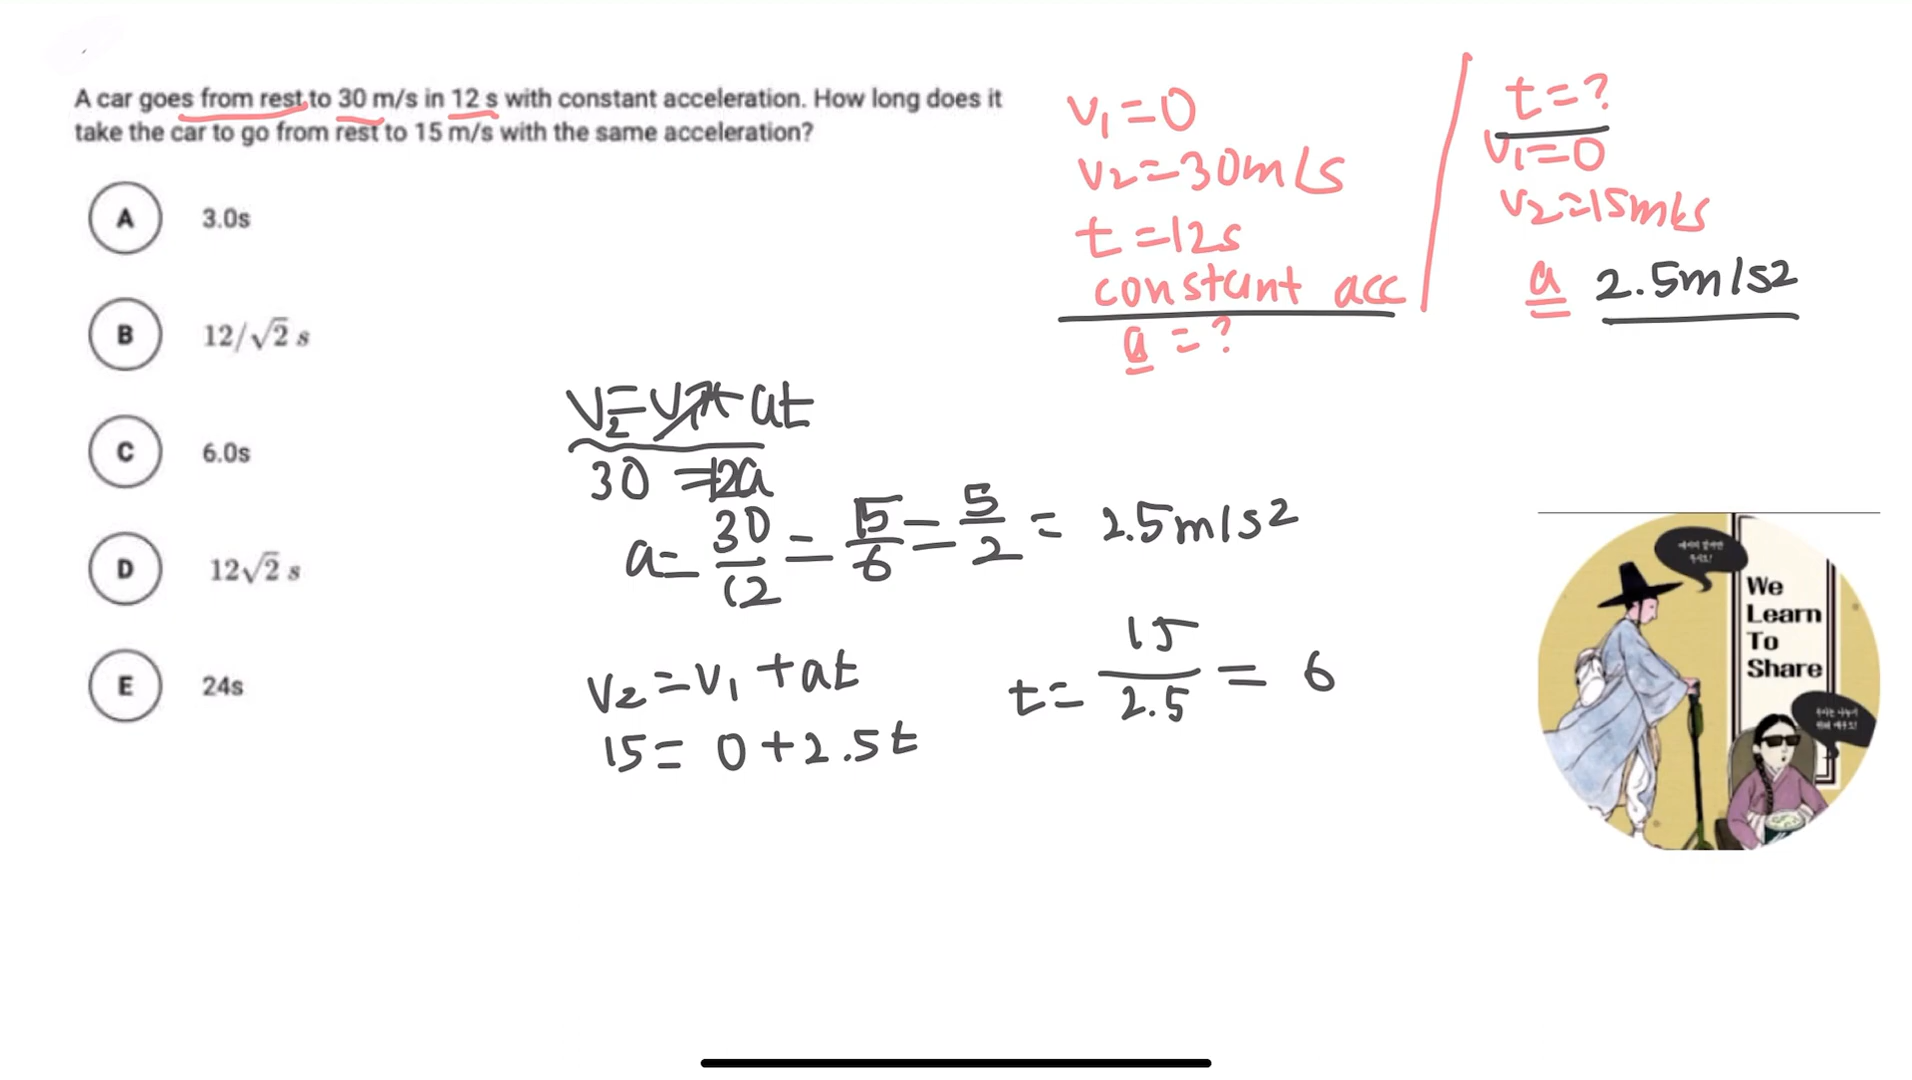 A car goes from rest to 30 m/s in 12 s with constant acceleration. How long does it
take the car to go from rest to 15 m/s with the same acceleration?
A 3.0s
B 12/√2 s
C 6.0s
D 12√2 s
E 24s
v₁=0
v₂=30m/s
t=12s
constant acc
a=?
t=?
v₁=0
v₂=15m/s
a 2.5m/s2
v₂=v₁+at
30=12a
a=30/12=15/6=5/2=2.5m/s2
v₂=v₁+at
15=0+2.5t
t=15/2.5=6
We
Learn
To
Share